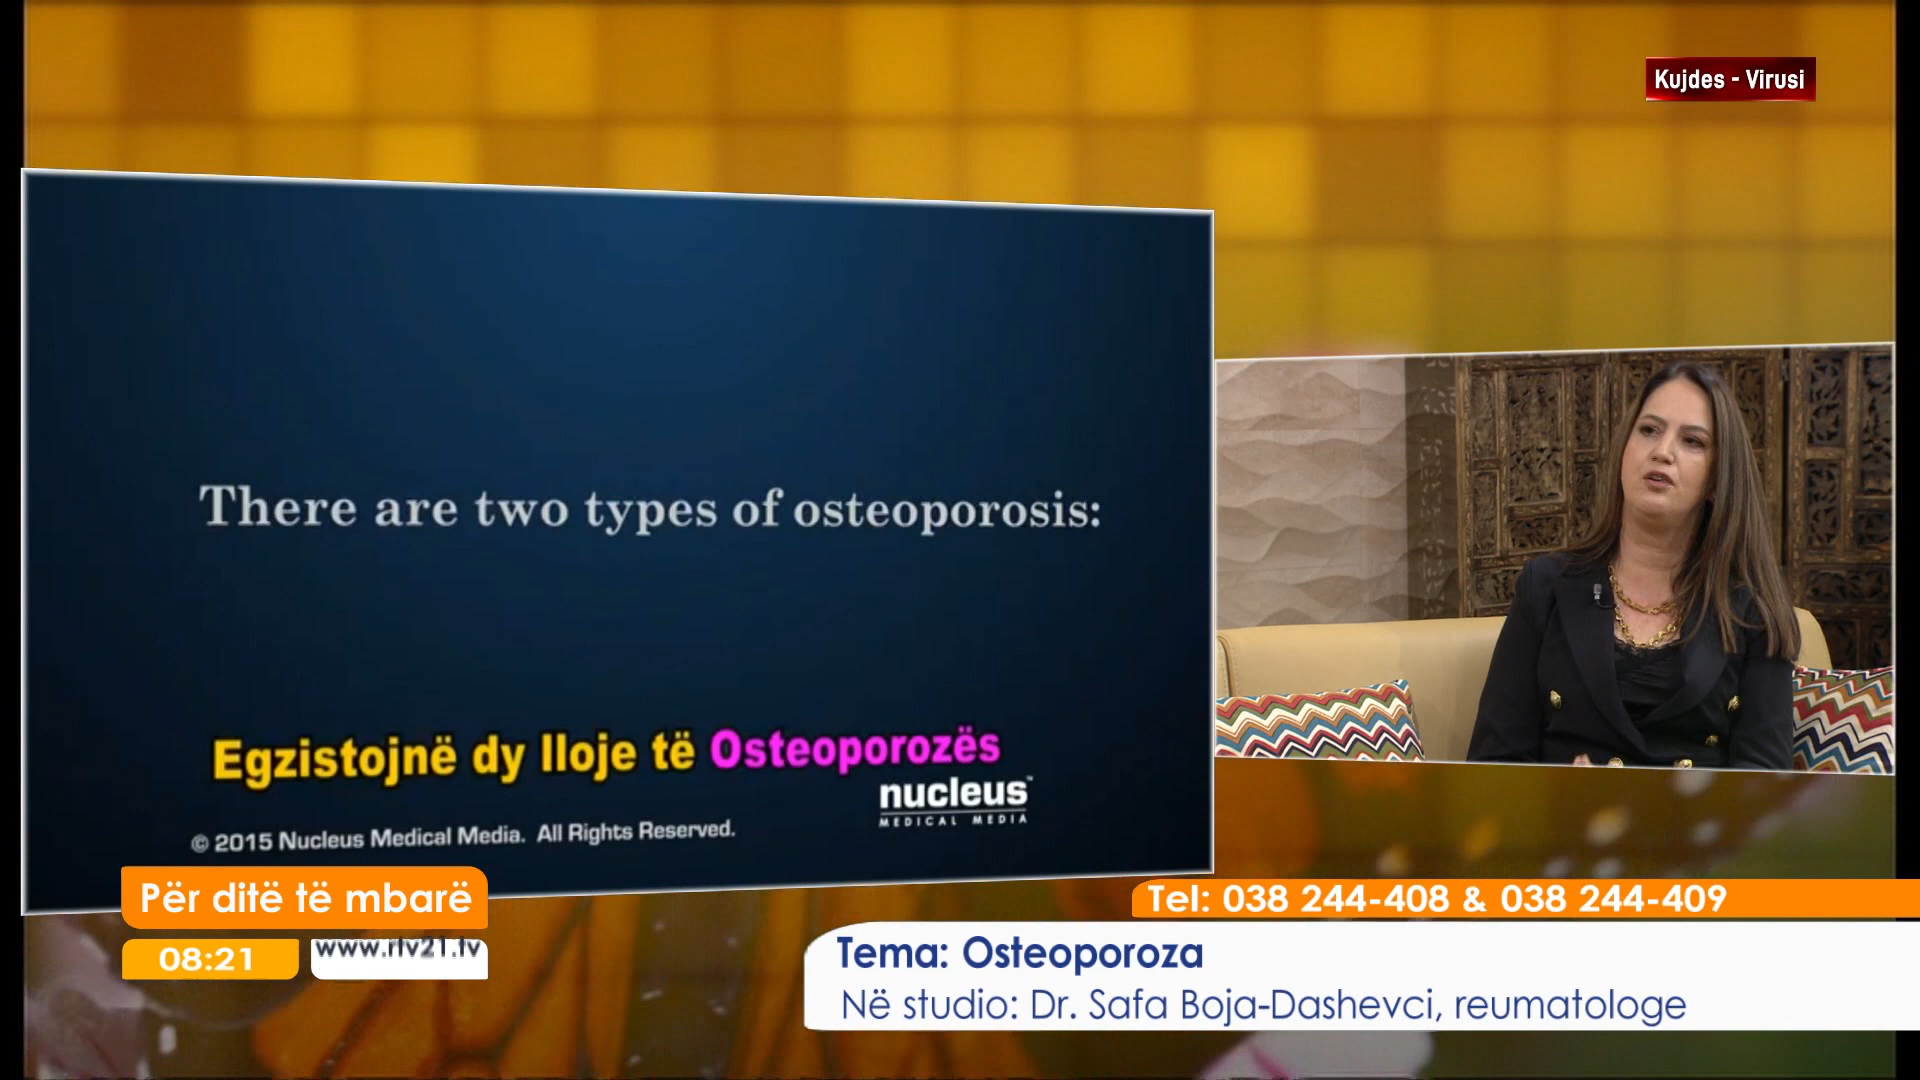 Kujdes - Virusi
There are two types of osteoporosis:
Egzistojnë dy lloje të Osteoporozës
nucleus™
MEDICAL MEDIA
© 2015 Nucleus Medical Media. All Rights Reserved.
Për ditë të mbarë
08:21
www.rtv21.tv
Tel: 038 244-408 & 038 244-409
Tema: Osteoporoza
Në studio: Dr. Safa Boja-Dashevci, reumatologe